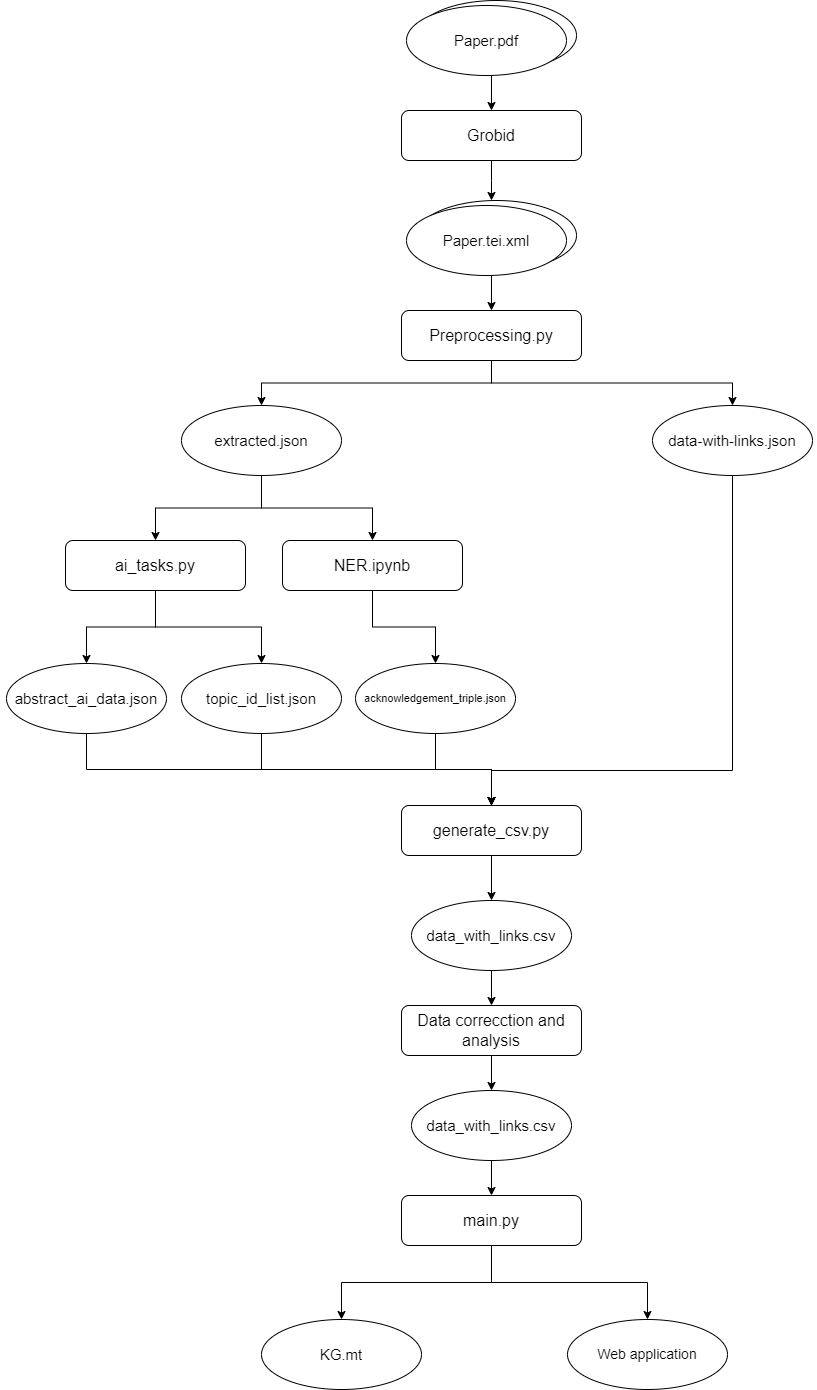 Paper.pdf
Grobid
Paper.tei.xml
Preprocessing.py
extracted.json
data-with-links.json
ai_tasks.py
NER.ipynb
abstract_ai_data.json
topic_id_list.json
acknowledgement_triple.json
generate_csv.py
data_with_links.csv
Data correcction and
analysis
data_with_links.csv
main.py
KG.mt
Web application